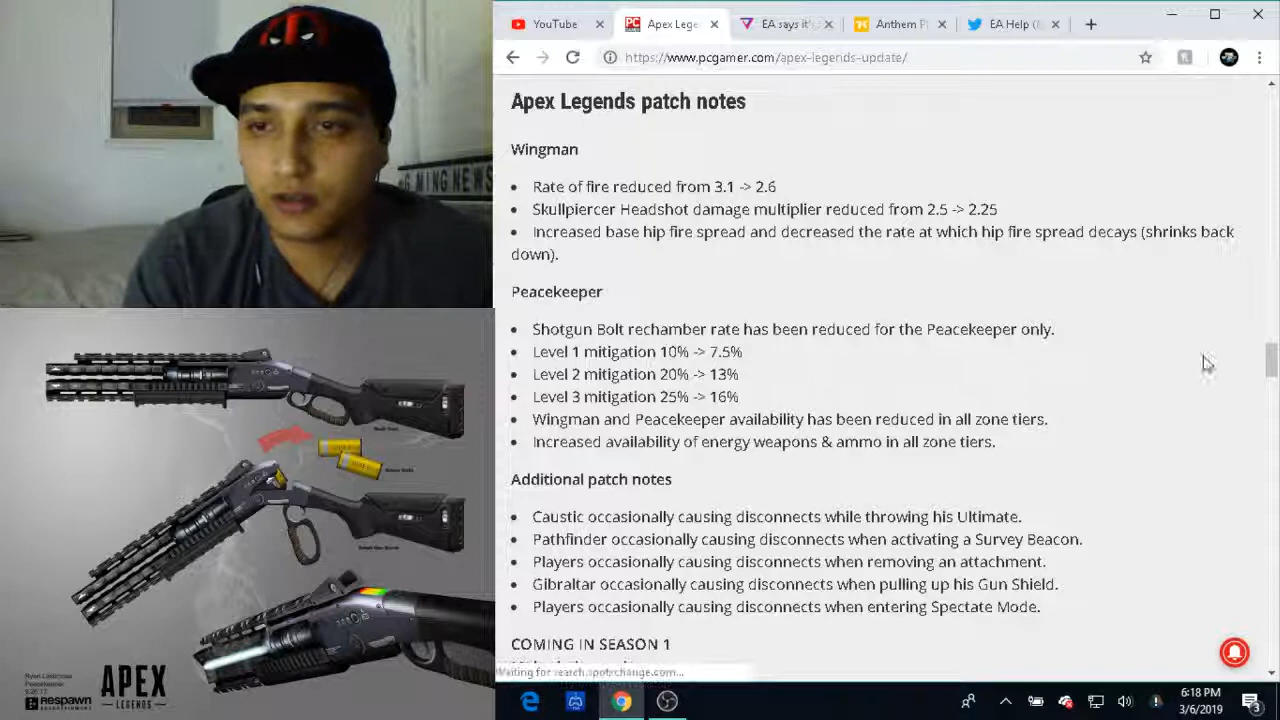 YouTube
Apex Lege
EA says it's
Anthem P
EA Help (
https://www.pcgamer.com/apex-legends-update/
Apex Legends patch notes
Wingman
Rate of fire reduced from 3.1 -> 2.6
Skullpiercer Headshot damage multiplier reduced from 2.5 -> 2.25
Increased base hip fire spread and decreased the rate at which hip fire spread decays (shrinks back
down).
Peacekeeper
Shotgun Bolt rechamber rate has been reduced for the Peacekeeper only.
Level 1 mitigation 10% -> 7.5%
Level 2 mitigation 20% -> 13%
Level 3 mitigation 25% -> 16%
Wingman and Peacekeeper availability has been reduced in all zone tiers.
Increased availability of energy weapons & ammo in all zone tiers.
Additional patch notes
Caustic occasionally causing disconnects while throwing his Ultimate.
Pathfinder occasionally causing disconnects when activating a Survey Beacon.
Players occasionally causing disconnects when removing an attachment.
Gibraltar occasionally causing disconnects when pulling up his Gun Shield.
Players occasionally causing disconnects when entering Spectate Mode.
COMING IN SEASON 1
6:18 PM
3/6/2019
3
G MING NEWS
Peacekeeper
RESPAWN
APEX
LEGENDS